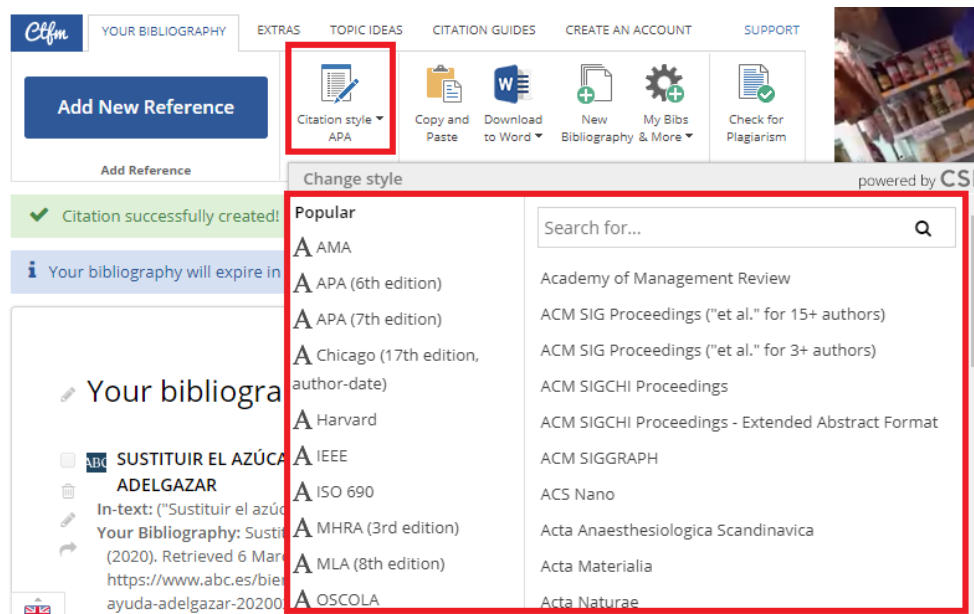 Ctfm
YOUR BIBLIOGRAPHY
EXTRAS
TOPIC IDEAS
CITATION GUIDES
CREATE AN ACCOUNT
SUPPORT
Add New Reference
Add Reference
Citation style
APA
Copy and
Paste
Download
to Word
New
Bibliography
My Bibs
& More
Check for
Plagiarism
Change style
powered by CSL
Citation successfully created!
Your bibliography will expire in
Popular
AMA
APA (6th edition)
APA (7th edition)
Chicago (17th edition,
author-date)
Harvard
IEEE
ISO 690
MHRA (3rd edition)
MLA (8th edition)
OSCOLA
Search for...
Academy of Management Review
ACM SIG Proceedings ("et al." for 15+ authors)
ACM SIG Proceedings ("et al." for 3+ authors)
ACM SIGCHI Proceedings
ACM SIGCHI Proceedings - Extended Abstract Format
ACM SIGGRAPH
ACS Nano
Acta Anaesthesiologica Scandinavica
Acta Materialia
Acta Naturae
Your bibliogra
ABC
SUSTITUIR EL AZÚCA
ADELGAZAR
In-text: ("Sustituir el azúc
Your Bibliography: Sustit
(2020). Retrieved 6 Marc
https://www.abc.es/bien
ayuda-adelgazar-20200